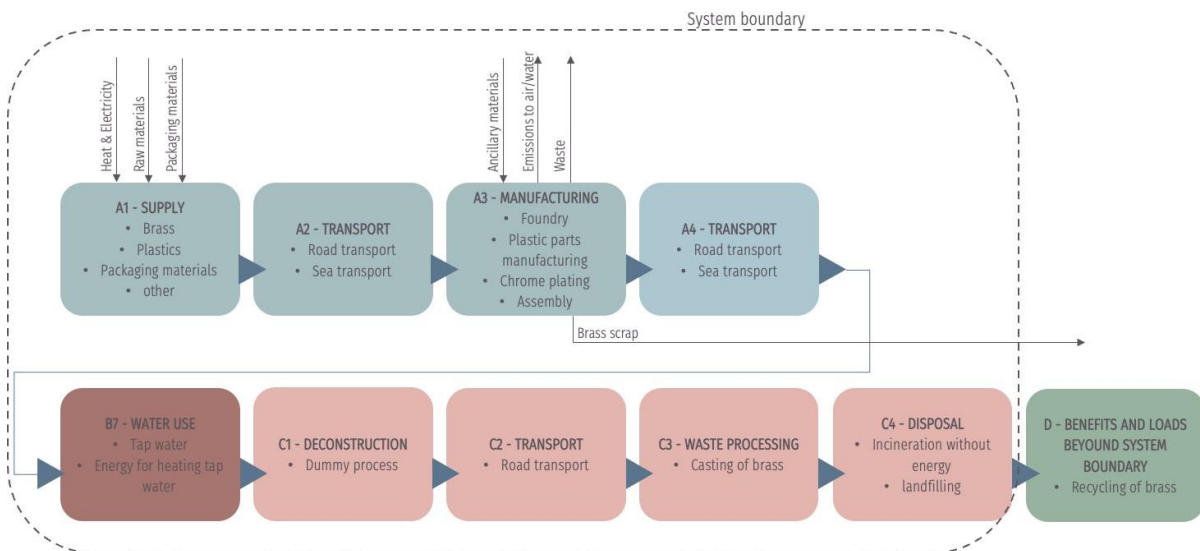 System boundary
Heat & Electricity
Raw materials
Packaging materials
Ancillary materials
Emissions to air/water
Waste
A1 - SUPPLY
• Brass
• Plastics
• Packaging materials
• other
A2 - TRANSPORT
• Road transport
• Sea transport
A3 - MANUFACTURING
• Foundry
• Plastic parts
manufacturing
• Chrome plating
• Assembly
A4 - TRANSPORT
• Road transport
• Sea transport
Brass scrap
B7 - WATER USE
• Tap water
• Energy for heating tap
water
C1 - DECONSTRUCTION
• Dummy process
C2 - TRANSPORT
• Road transport
C3 - WASTE PROCESSING
• Casting of brass
C4 - DISPOSAL
• Incineration without
energy
• landfilling
D - BENEFITS AND LOADS
BEYOUND SYSTEM
BOUNDARY
• Recycling of brass